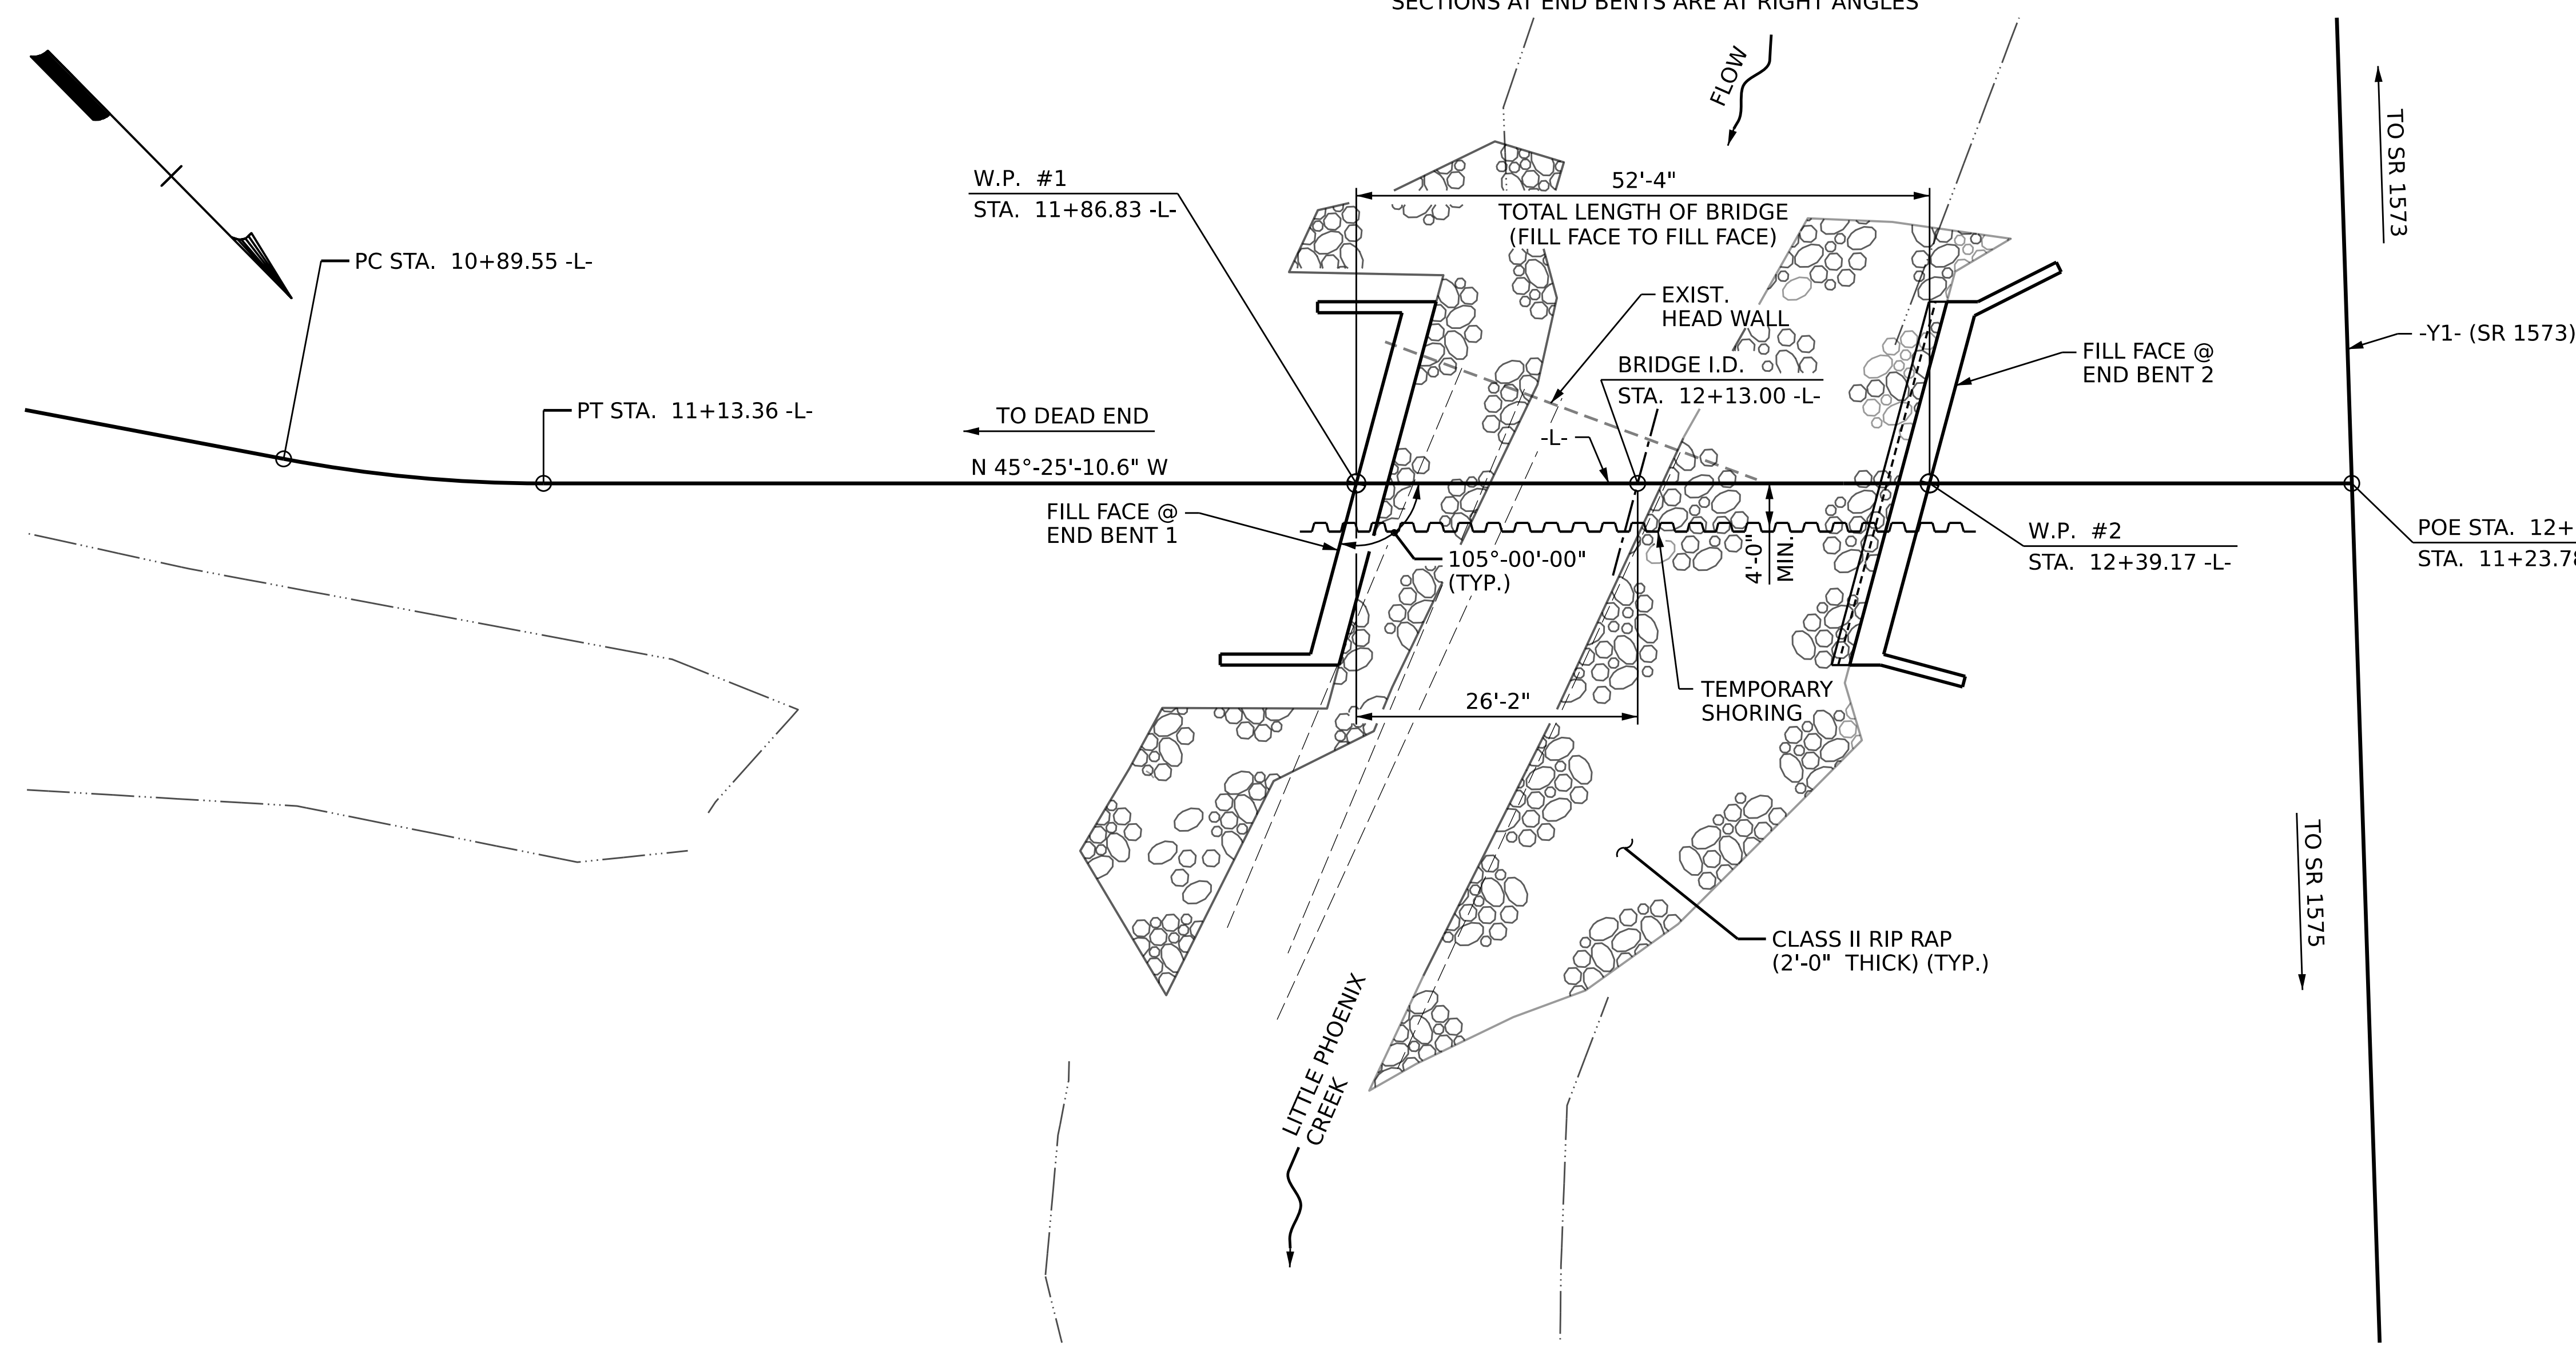 SECTIONS AT END BENTS ARE AT RIGHT ANGLES
FLOW
TO SR 1573
W.P. #1
STA. 11+86.83 -L-
52'-4"
TOTAL LENGTH OF BRIDGE
(FILL FACE TO FILL FACE)
PC STA. 10+89.55 -L-
EXIST.
HEAD WALL
-Y1- (SR 1573)
FILL FACE @
END BENT 2
BRIDGE I.D.
STA. 12+13.00 -L-
PT STA. 11+13.36 -L-
TO DEAD END
-L-
N 45°-25'-10.6" W
FILL FACE @
END BENT 1
W.P. #2
STA. 12+39.17 -L-
POE STA. 12+
STA. 11+23.78
105°-00'-00"
(TYP.)
4'-0"
MIN.
TEMPORARY
SHORING
26'-2"
TO SR 1575
CLASS II RIP RAP
(2'-0" THICK) (TYP.)
LITTLE PHOENIX
CREEK